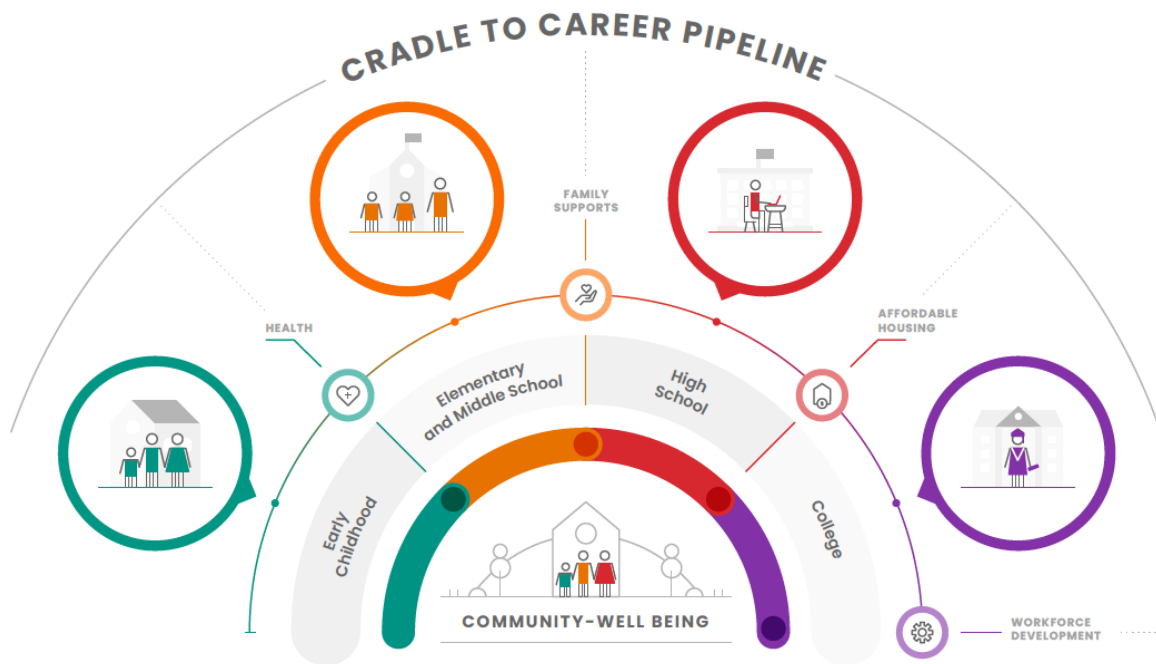 CRADLE TO CAREER PIPELINE
FAMILY
SUPPORTS
HEALTH
AFFORDABLE
HOUSING
Elementary
and Middle School
High
School
Early
Childhood
College
COMMUNITY-WELL BEING
WORKFORCE
DEVELOPMENT